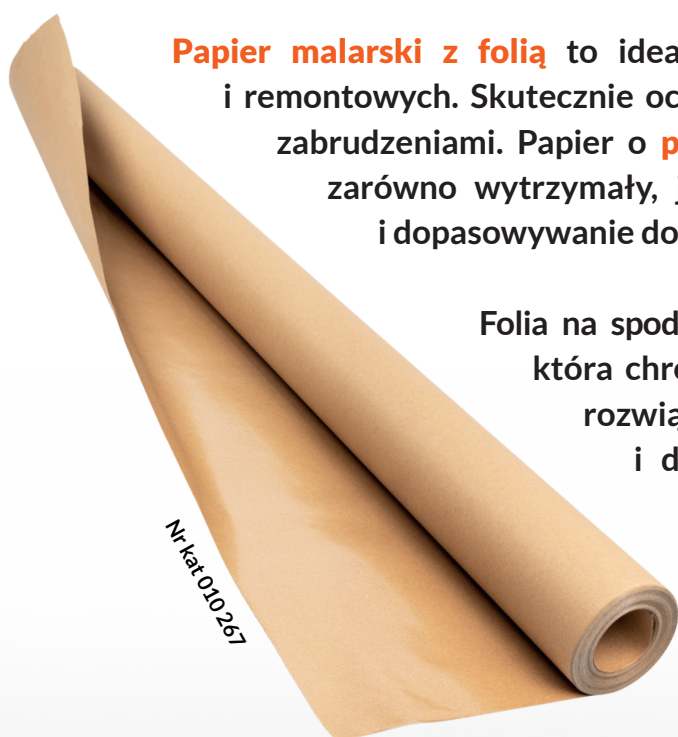 Papier malarski z folią to idea
i remontowych. Skutecznie oc
zabrudzeniami. Papier o p
zarówno wytrzymały, j
i dopasowywanie do
Folia na spod
która chro
rozwią
i d
Nr kat 010 267